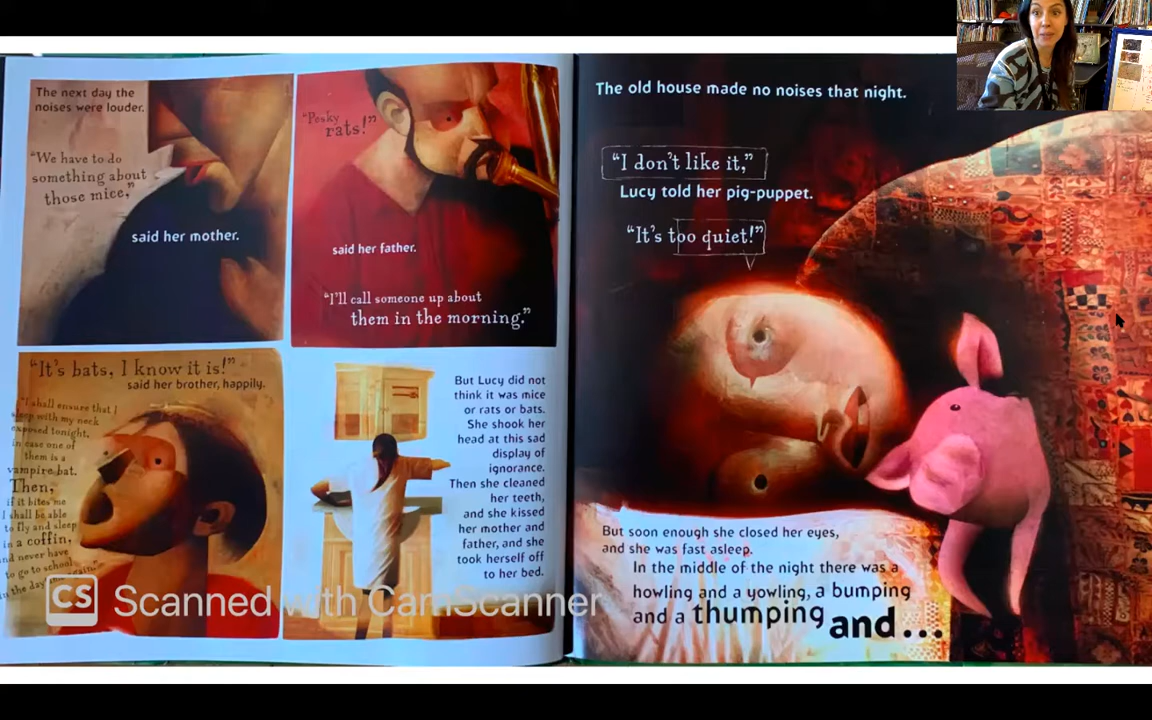 The next day the
noises were louder.
"We have to do
something about
those mice,"
said her mother.
"Pesky
rats!"
said her father.
"I'll call someone up about
them in the morning."
"It's bats, I know it is!"
said her brother, happily.
"I shall ensure that I
sleep with my neck
exposed tonight,
in case one of
them is a
vampire bat.
Then,
if it bites me
I shall be able
to fly and sleep
in a coffin,
and never have
to go to school
in the day again."
But Lucy did not
think it was mice
or rats or bats.
She shook her
head at this sad
display of
ignorance.
Then she cleaned
her teeth,
and she kissed
her mother and
father, and she
took herself off
to her bed.
The old house made no noises that night.
"I don't like it,"
Lucy told her pig-puppet.
"It's too quiet!"
But soon enough she closed her eyes,
and she was fast asleep.
In the middle of the night there was a
howling and a yowling, a bumping
and a thumping and...
CS Scanned with CamScanner